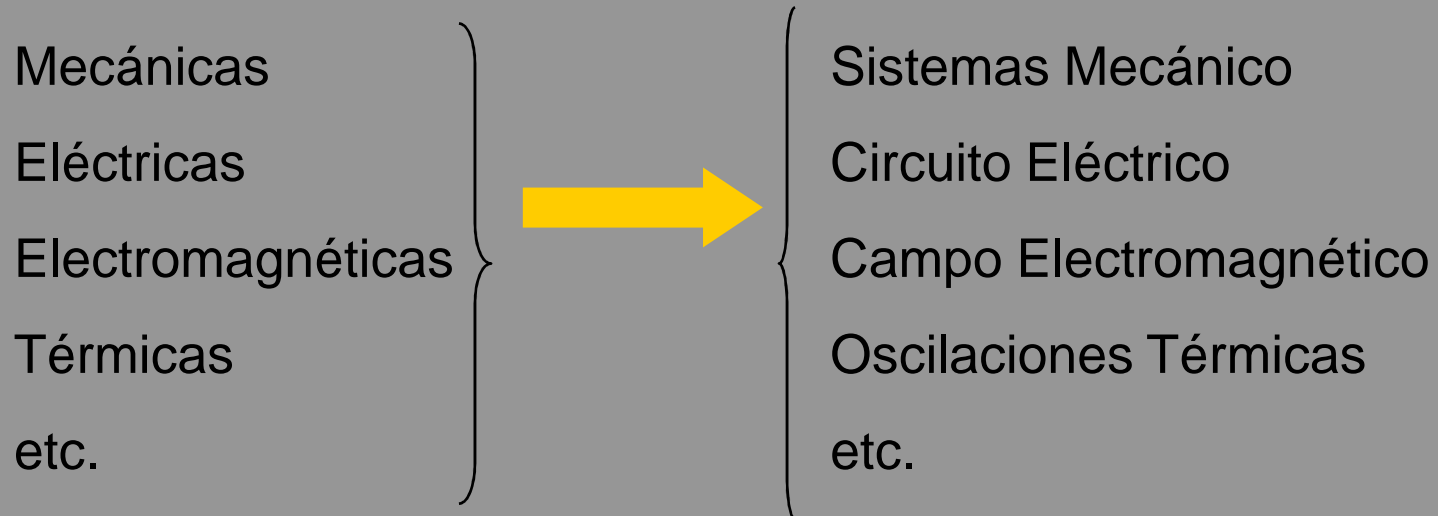 Mecánicas
Eléctricas
Electromagnéticas
Térmicas
etc.
Sistemas Mecánico
Circuito Eléctrico
Campo Electromagnético
Oscilaciones Térmicas
etc.